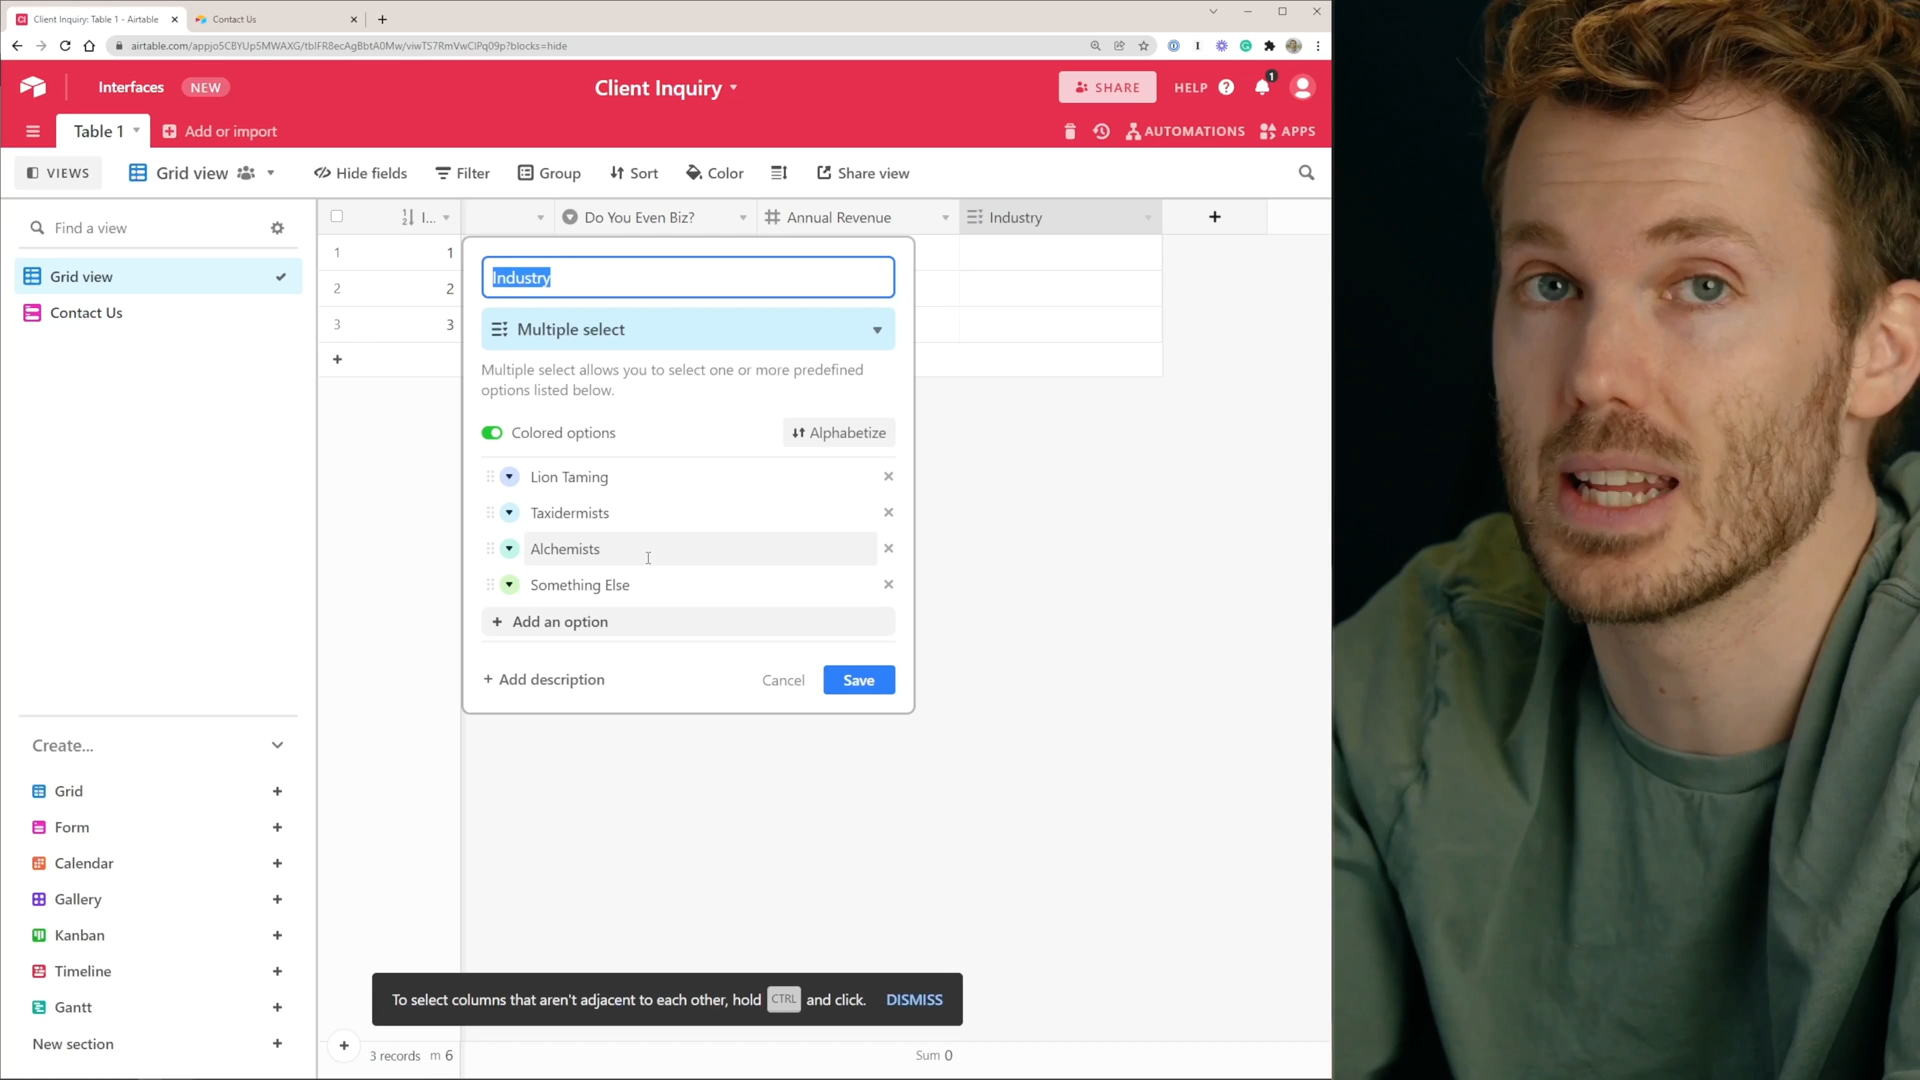 Client Inquiry: Table 1 - Airtable
Contact Us
airtable.com/appjo5CBYUp5MWAXG/tblFR8ecAgBbtA0Mw/viwTS7RmVwClPq09p?blocks=hide
Interfaces NEW
Client Inquiry
SHARE
HELP
1
Table 1
Add or import
AUTOMATIONS
APPS
VIEWS
Grid view
Hide fields
Filter
Group
Sort
Color
Share view
Find a view
Grid view
Contact Us
I...
Do You Even Biz?
Annual Revenue
Industry
1 1
2 2
3 3
Industry
Multiple select
Multiple select allows you to select one or more predefined
options listed below.
Colored options
Alphabetize
Lion Taming
Taxidermists
Alchemists
Something Else
Add an option
Add description
Cancel
Save
Create...
Grid
Form
Calendar
Gallery
Kanban
Timeline
Gantt
New section
To select columns that aren't adjacent to each other, hold CTRL and click. DISMISS
3 records m 6
Sum 0